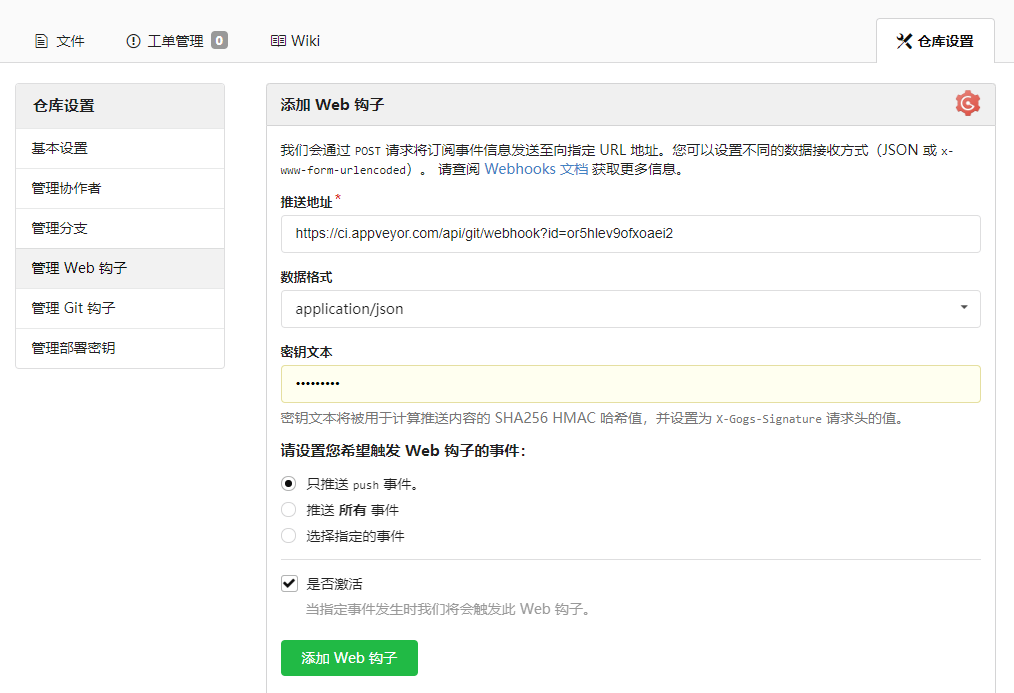 文件 工单管理 0 Wiki 仓库设置
仓库设置
基本设置
管理协作者
管理分支
管理 Web 钩子
管理 Git 钩子
管理部署密钥
添加 Web 钩子
我们会通过 POST 请求将订阅事件信息发送至向指定 URL 地址。您可以设置不同的数据接收方式（JSON 或 x-
www-form-urlencoded）。 请查阅 Webhooks 文档 获取更多信息。
推送地址*
https://ci.appveyor.com/api/git/webhook?id=or5hlev9ofxoaei2
数据格式
application/json
密钥文本
•••••••••
密钥文本将被用于计算推送内容的 SHA256 HMAC 哈希值，并设置为 X-Gogs-Signature 请求头的值。
请设置您希望触发 Web 钩子的事件：
只推送 push 事件。
推送 所有 事件
选择指定的事件
是否激活
当指定事件发生时我们将会触发此 Web 钩子。
添加 Web 钩子